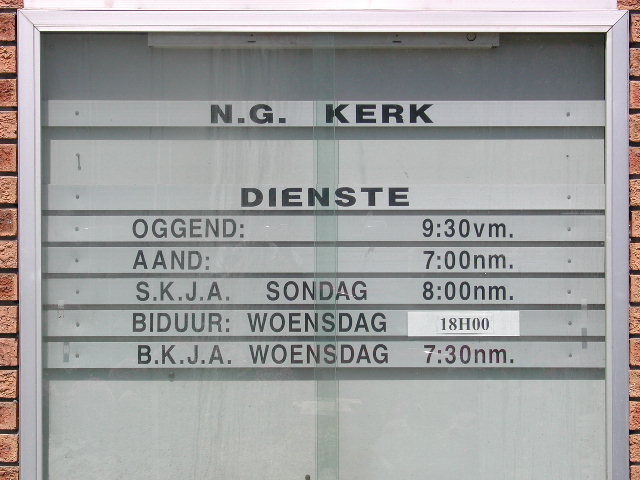 N.G. KERK
DIENSTE
OGGEND: 9:30vm.
AAND: 7:00nm.
S.K.J.A. SONDAG 8:00nm.
BIDUUR: WOENSDAG 18H00
B.K.J.A. WOENSDAG 7:30nm.